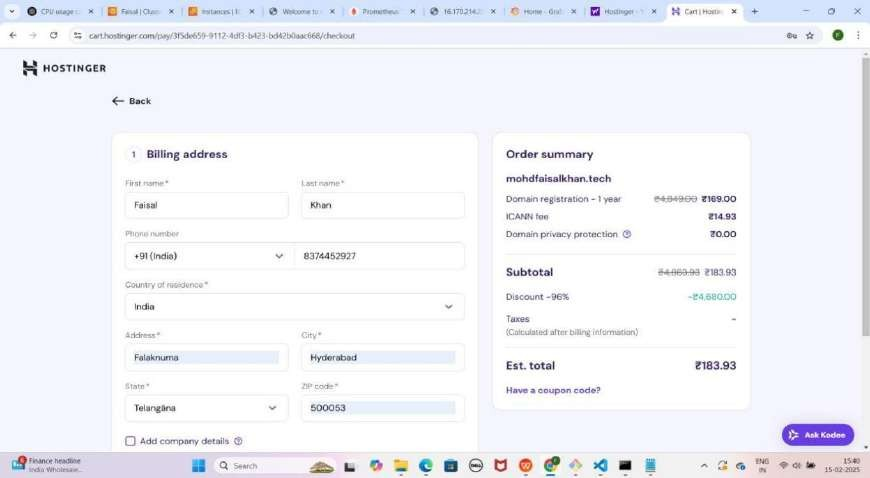 CPU usage c
Faisal | Cluste
Instances | E
Welcome to
Prometheus
16.170.214.2
Home - Graf
Hostinger - 
Cart | Hostin
cart.hostinger.com/pay/3f5de659-9112-4df3-b423-bd42b0aac668/checkout
F
HOSTINGER
Back
1 Billing address
First name*
Last name*
Faisal
Khan
Phone number
+91 (India)
8374452927
Country of residence*
India
Address*
City*
Falaknuma
Hyderabad
State*
ZIP code*
Telangāna
500053
Add company details
Order summary
mohdfaisalkhan.tech
Domain registration - 1 year ₹4,849.00 ₹169.00
ICANN fee ₹14.93
Domain privacy protection ₹0.00
Subtotal ₹4,863.93 ₹183.93
Discount -96% -₹4,680.00
Taxes -
(Calculated after billing information)
Est. total ₹183.93
Have a coupon code?
Ask Kodee
Finance headline
India Wholesale...
Search
DELL
ENG
IN
15:40
15-02-2025